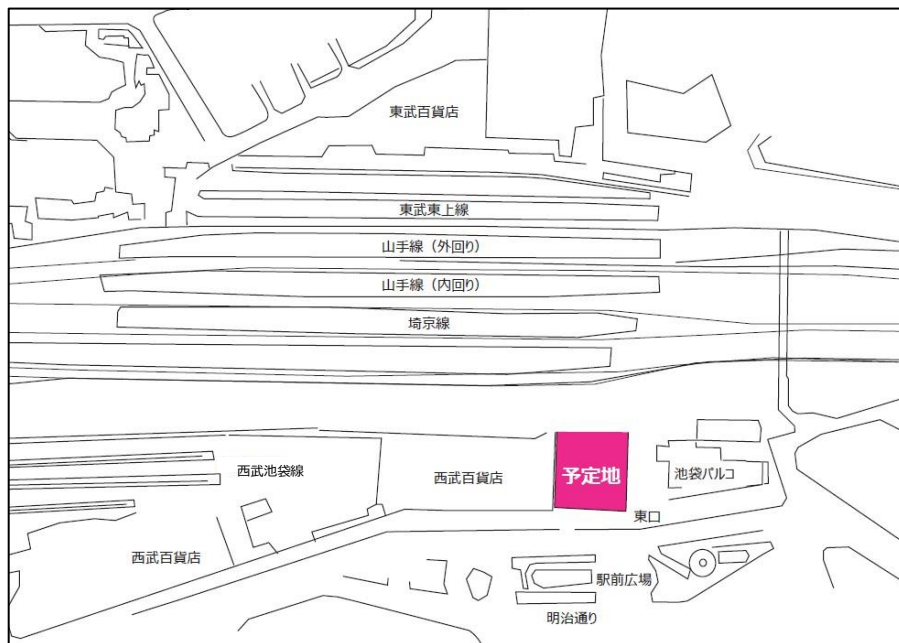 東武百貨店
東武東上線
山手線（外回り）
山手線（内回り）
埼京線
西武池袋線
西武百貨店
予定地
池袋パルコ
東口
西武百貨店
駅前広場
明治通り